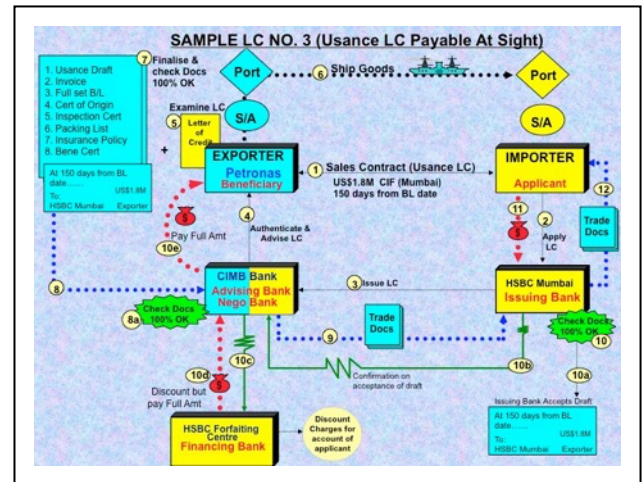 SAMPLE LC NO. 3 (Usance LC Payable At Sight)
7
Finalise &
check Docs
100% OK
1. Usance Draft
2. Invoice
3. Full set B/L
4. Cert of Origin
5. Inspection Cert
6. Packing List
7. Insurance Policy
8. Bene Cert
Port
6
Ship Goods
Port
Examine LC
5
Letter
of
Credit
+
S/A
S/A
At 150 days from BL
date......
US$1.8M
To:
HSBC Mumbai Exporter
EXPORTER
Petronas
Beneficiary
1
Sales Contract (Usance LC)
US$1.8M CIF (Mumbai)
150 days from BL date
IMPORTER
Applicant
12
$
Pay Full Amt
10e
4
Authenticate &
Advise LC
11
$
2
Apply
LC
Trade
Docs
8
CIMB Bank
Advising Bank
Nego Bank
3
Issue LC
HSBC Mumbai
Issuing Bank
8a
Check Docs
100% OK
Trade
Docs
9
Check Docs
100% OK
10
10d
$
10c
10b
10a
Discount but
pay Full Amt
Confirmation on
acceptance of draft
Issuing Bank Accepts Draft
HSBC Forfaiting
Centre
Financing Bank
Discount
Charges for
account of
applicant
At 150 days from BL
date......
US$1.8M
To:
HSBC Mumbai Exporter